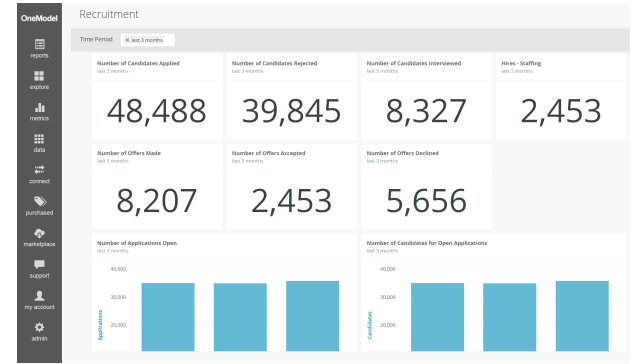 OneModel
Recruitment
Time Period × last 3 months
reports
explore
metrics
data
connect
purchased
marketplace
support
my account
admin
Number of Candidates Applied
last 3 months
48,488
Number of Candidates Rejected
last 3 months
39,845
Number of Candidates Interviewed
last 3 months
8,327
Hires - Staffing
last 3 months
2,453
Number of Offers Made
last 3 months
8,207
Number of Offers Accepted
last 3 months
2,453
Number of Offers Declined
last 3 months
5,656
Number of Applications Open
last 3 months
40,000
30,000
20,000
Applications
Number of Candidates for Open Applications
last 3 months
40,000
30,000
20,000
Candidates